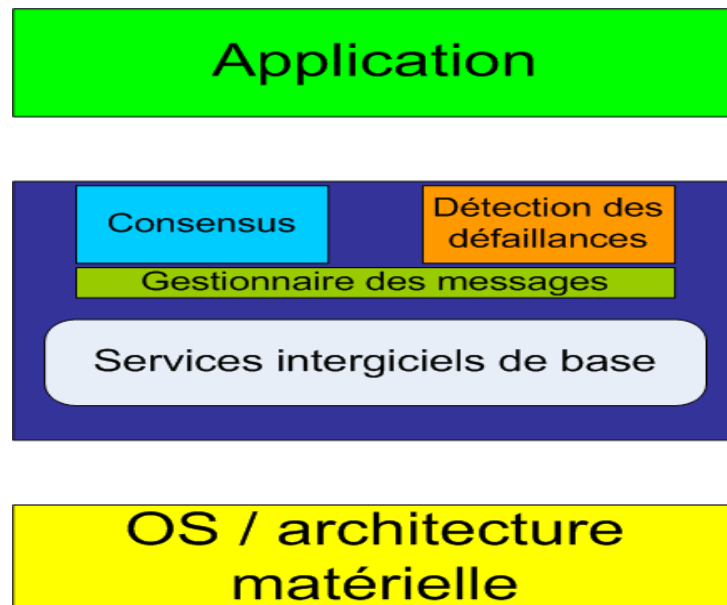 Application
Consensus
Détection des
défaillances
Gestionnaire des messages
Services intergiciels de base
OS / architecture
matérielle